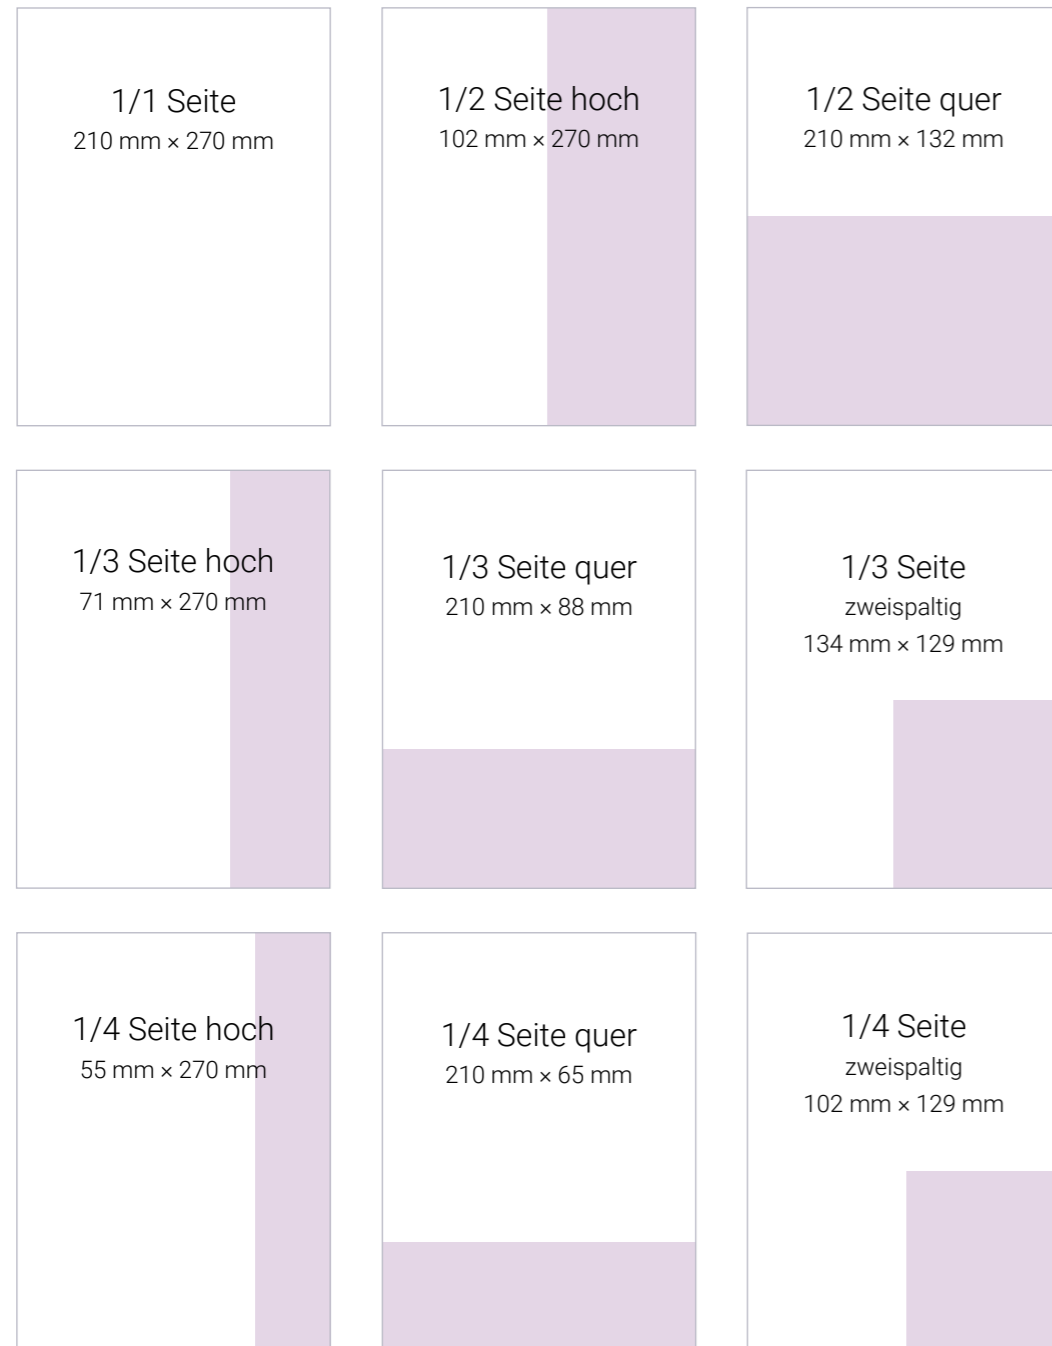 1/1 Seite
210 mm × 270 mm
1/2 Seite hoch
102 mm × 270 mm
1/2 Seite quer
210 mm × 132 mm
1/3 Seite hoch
71 mm × 270 mm
1/3 Seite quer
210 mm × 88 mm
1/3 Seite
zweispaltig
134 mm × 129 mm
1/4 Seite hoch
55 mm × 270 mm
1/4 Seite quer
210 mm × 65 mm
1/4 Seite
zweispaltig
102 mm × 129 mm